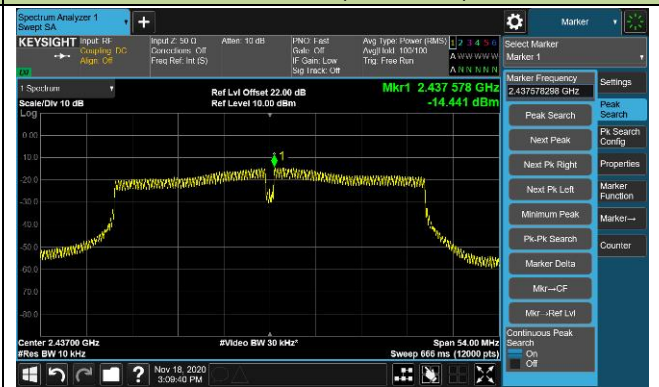 Spectrum Analyzer 1
Swept SA
Marker
KEYSIGHT
Input: RF
Coupling: DC
Align: Off
Input Z: 50 Ω
Corrections: Off
Freq Ref: Int (S)
Atten: 10 dB
PNO: Fast
Gate: Off
IF Gain: Low
Sig Track: Off
Avg Type: Power (RMS)
Avg|Hold: 100/100
Trig: Free Run
1 2 3 4 5 6
A W W W W W
A N N N N N
Select Marker
Marker 1
1 Spectrum
Scale/Div 10 dB
Log
Ref Lvl Offset 22.00 dB
Ref Level 10.00 dBm
Mkr1 2.437 578 GHz
-14.441 dBm
Marker Frequency
2.437578298 GHz
Peak Search
Next Peak
Next Pk Right
Next Pk Left
Minimum Peak
Pk-Pk Search
Marker Delta
Mkr→CF
Mkr→Ref Lvl
Continuous Peak
Search
On
Off
Settings
Peak
Search
Pk Search
Config
Properties
Marker
Function
Marker→
Counter
0.00
-10.0
-20.0
-30.0
-40.0
-50.0
-60.0
-70.0
-80.0
1
Center 2.43700 GHz
#Res BW 10 kHz
#Video BW 30 kHz*
Span 54.00 MHz
Sweep 666 ms (12000 pts)
Nov 18, 2020
3:09:40 PM